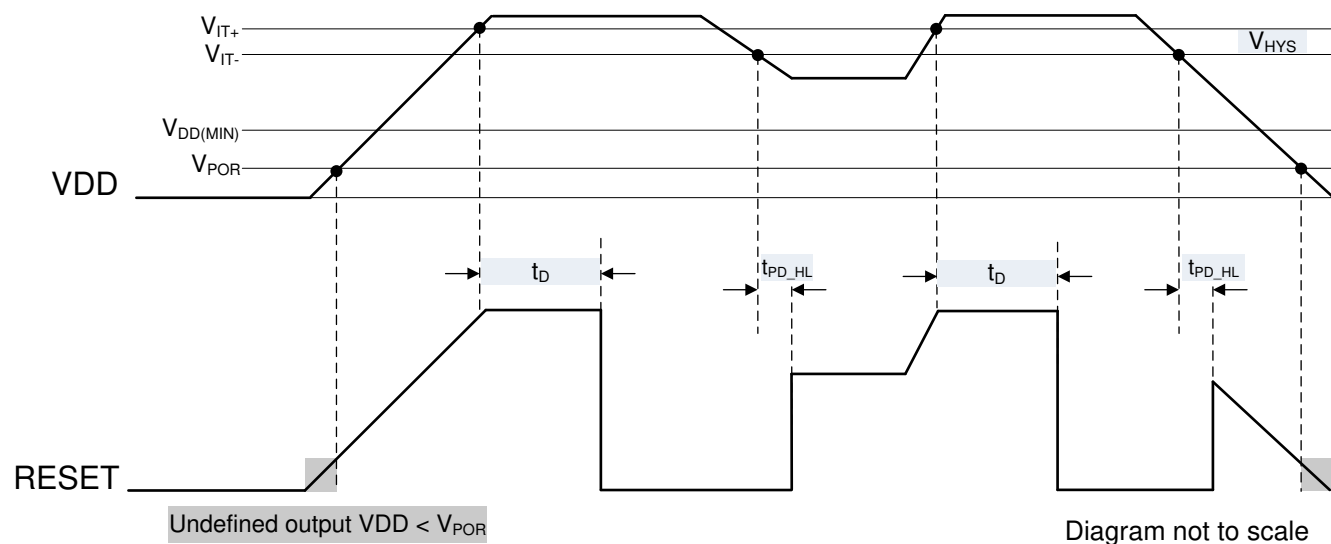 VIT+
VIT-
VHYS
VDD(MIN)
VPOR
VDD
tD
tPD_HL
tD
tPD_HL
RESET
Undefined output VDD < VPOR
Diagram not to scale